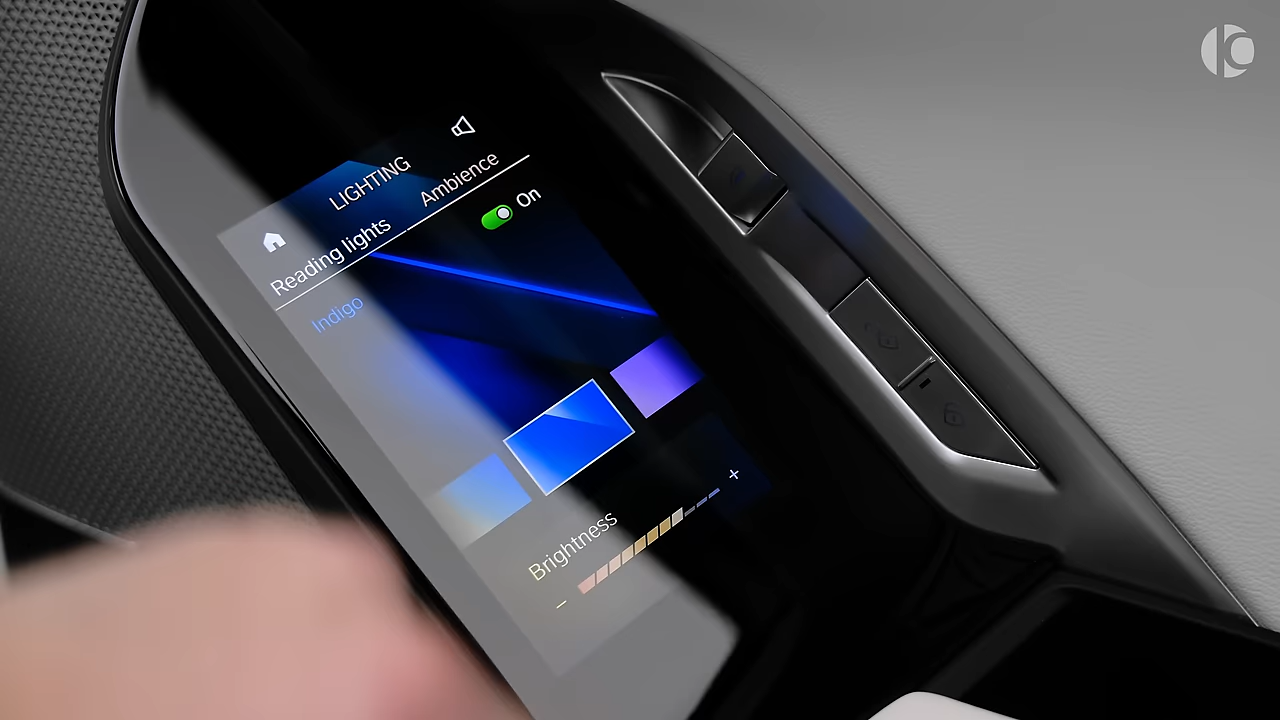 LIGHTING
Reading lights Ambience
On
Indigo
Brightness
− +